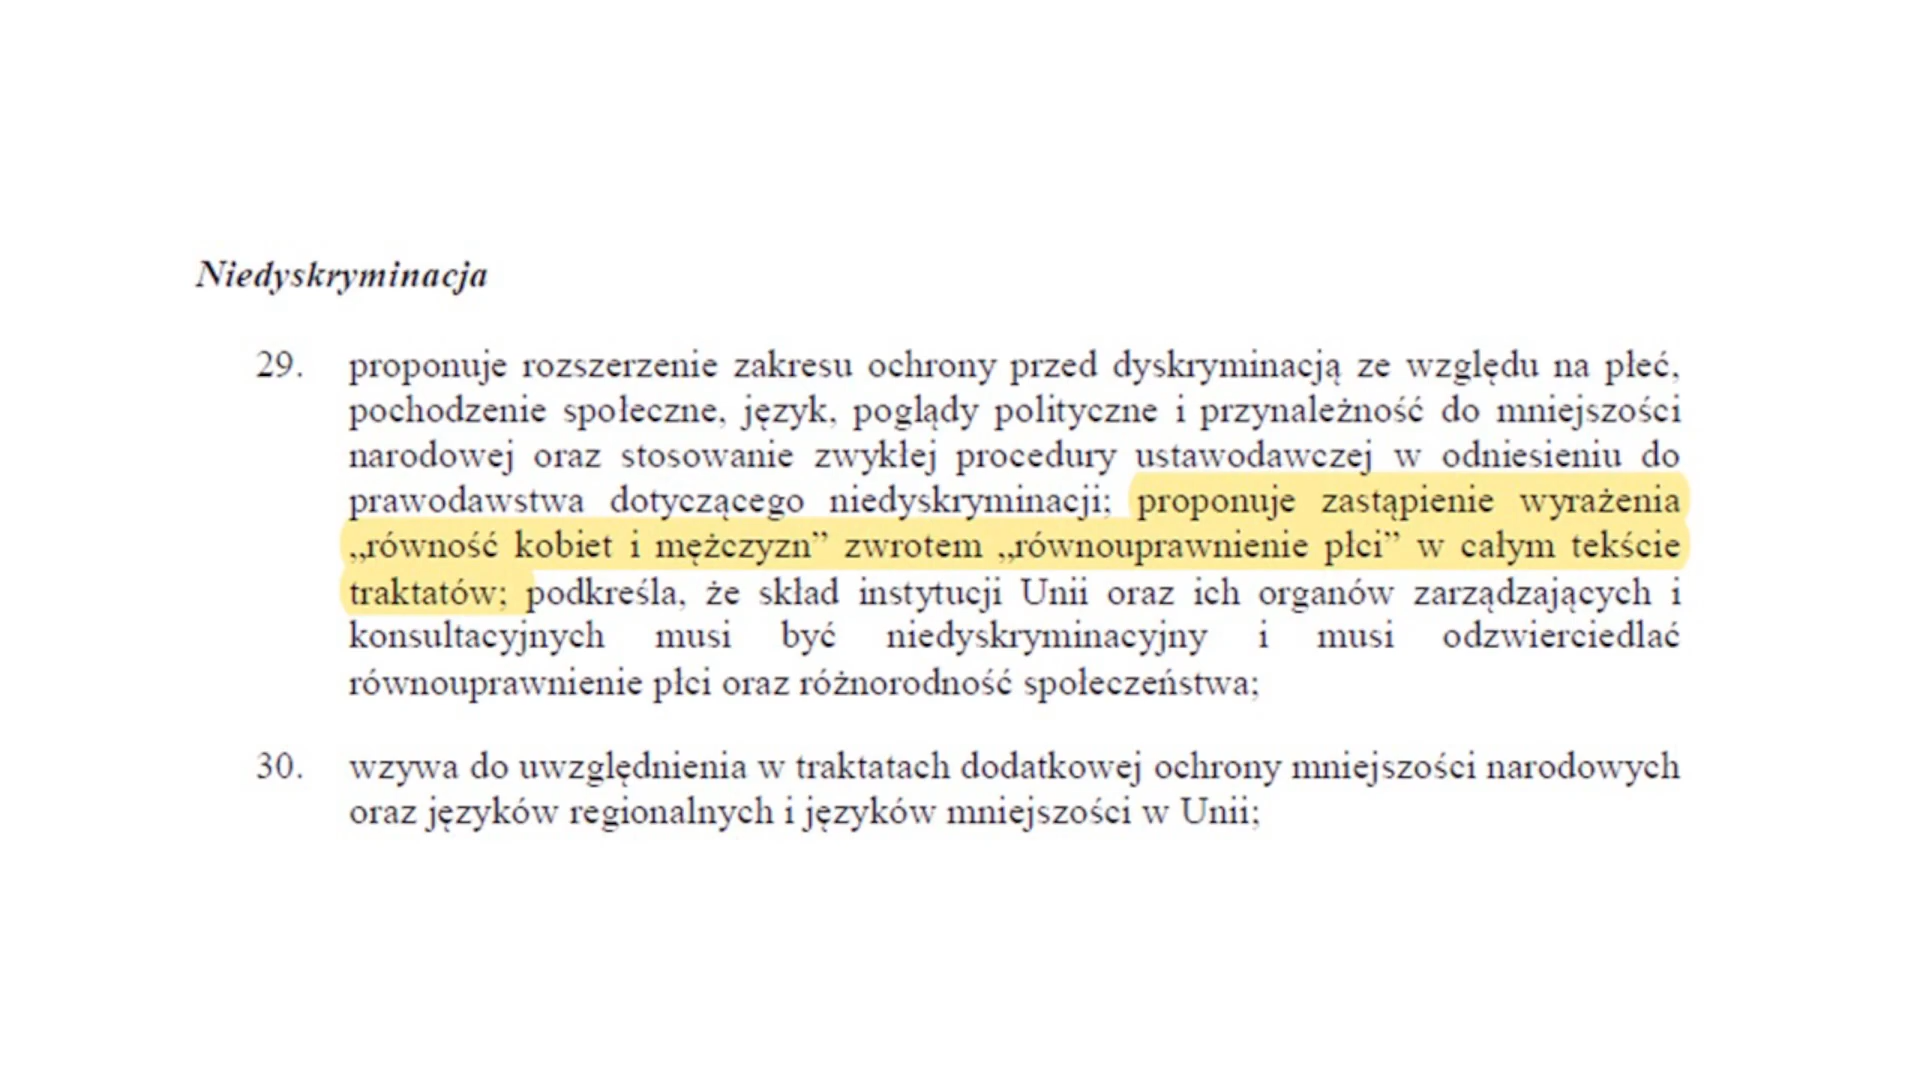 Niedyskryminacja
29. proponuje rozszerzenie zakresu ochrony przed dyskryminacją ze względu na płeć,
pochodzenie społeczne, język, poglądy polityczne i przynależność do mniejszości
narodowej oraz stosowanie zwykłej procedury ustawodawczej w odniesieniu do
prawodawstwa dotyczącego niedyskryminacji; proponuje zastąpienie wyrażenia
„równość kobiet i mężczyzn” zwrotem „równouprawnienie płci” w całym tekście
traktatów; podkreśla, że skład instytucji Unii oraz ich organów zarządzających i
konsultacyjnych musi być niedyskryminacyjny i musi odzwierciedlać
równouprawnienie płci oraz różnorodność społeczeństwa;
30. wzywa do uwzględnienia w traktatach dodatkowej ochrony mniejszości narodowych
oraz języków regionalnych i języków mniejszości w Unii;